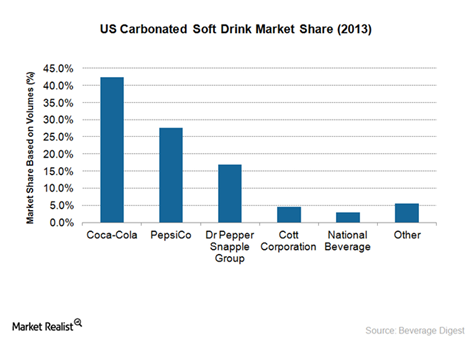 US Carbonated Soft Drink Market Share (2013)
Market Share Based on Volumes (%)
45.0%
40.0%
35.0%
30.0%
25.0%
20.0%
15.0%
10.0%
5.0%
0.0%
Coca-Cola
PepsiCo
Dr Pepper
Snapple
Group
Cott
Corporation
National
Beverage
Other
Market Realist
Source: Beverage Digest